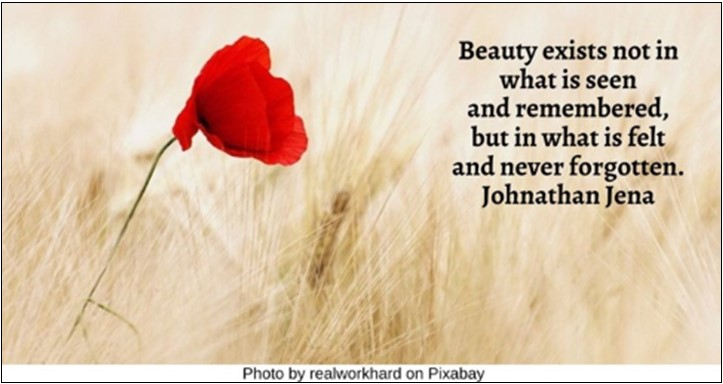 Beauty exists not in
what is seen
and remembered,
but in what is felt
and never forgotten.
Johnathan Jena
Photo by realworkhard on Pixabay